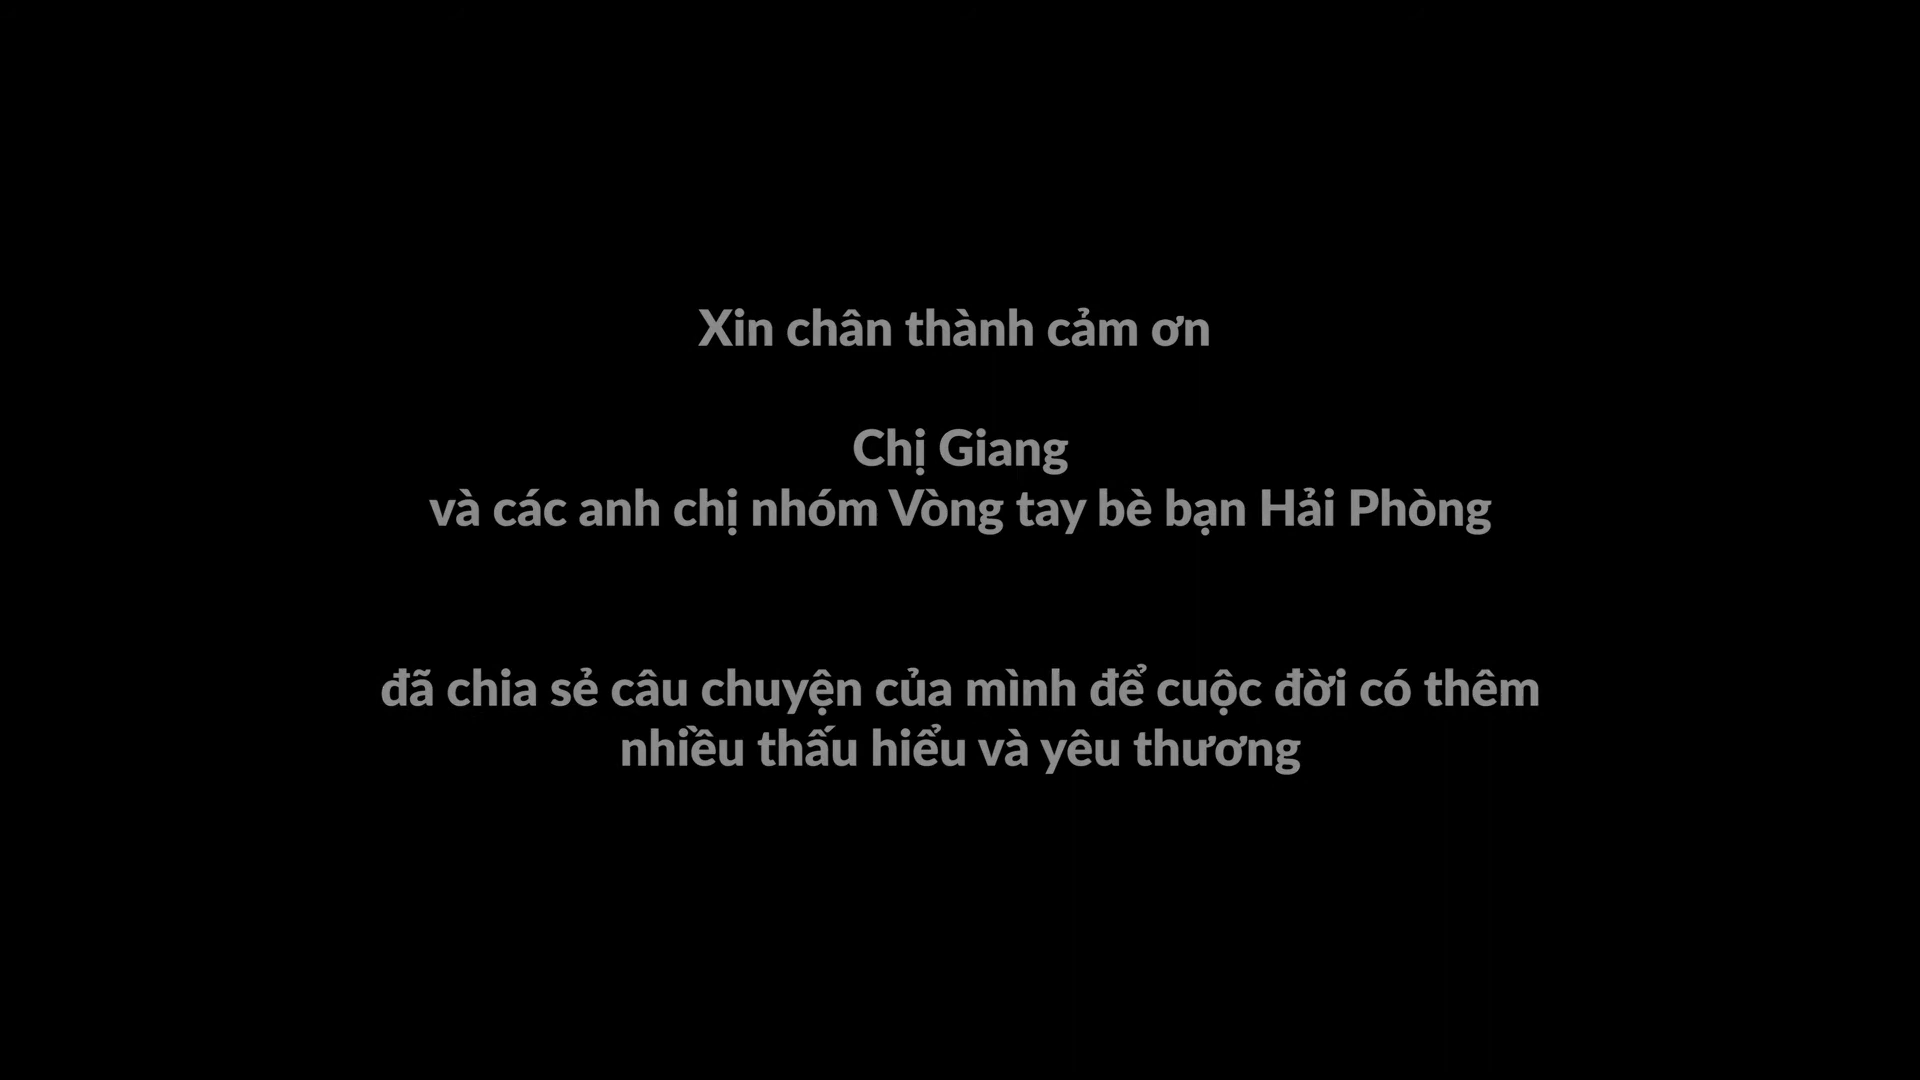 Xin chân thành cảm ơn
Chị Giang
và các anh chị nhóm Vòng tay bè bạn Hải Phòng
đã chia sẻ câu chuyện của mình để cuộc đời có thêm
nhiều thấu hiểu và yêu thương